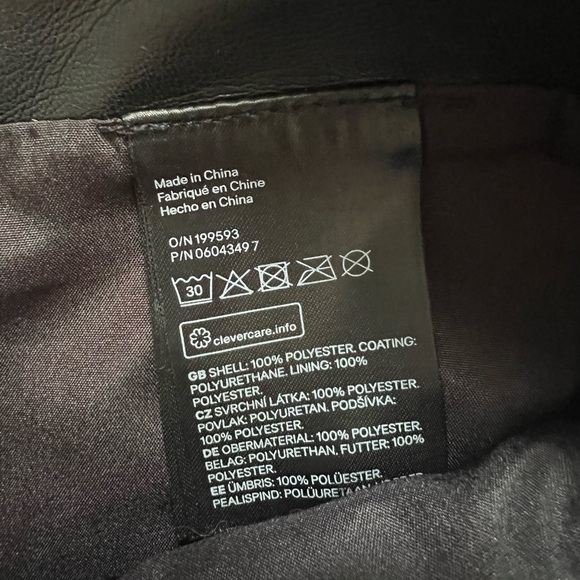 Made in China
Fabriqué en Chine
Hecho en China
O/N 199593
P/N 0604349 7
30
clevercare.info
GB SHELL: 100% POLYESTER. COATING:
POLYURETHANE. LINING: 100%
POLYESTER.
CZ SVRCHNÍ LÁTKA: 100% POLYESTER.
POVLAK: POLYURETAN. PODŠÍVKA:
100% POLYESTER.
DE OBERMATERIAL: 100% POLYESTER.
BELAG: POLYURETHAN. FUTTER: 100%
POLYESTER.
EE ÜMBRIS: 100% POLÜESTER.
PEALISPIND: POLÜURETAAN.